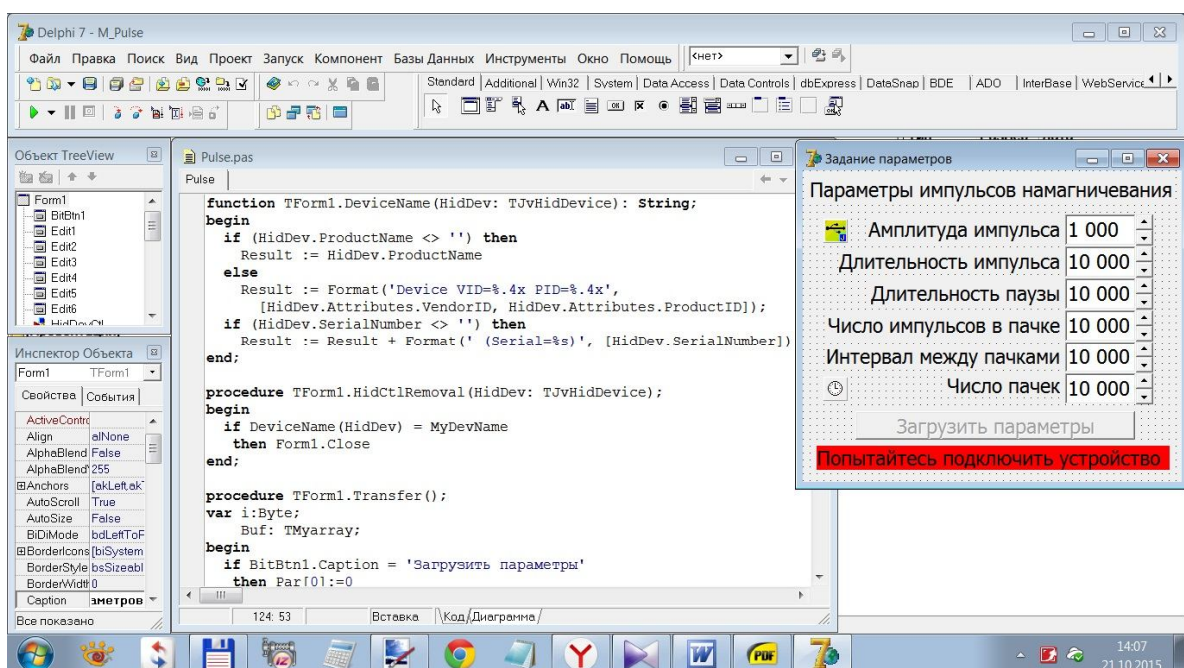 Delphi 7 - M_Pulse
Файл Правка Поиск Вид Проект Запуск Компонент Базы Данных Инструменты Окно Помощь <нет>
Standard Additional Win32 System Data Access Data Controls dbExpress DataSnap BDE ADO InterBase WebService
Объект TreeView
Form1
BitBtn1
Edit1
Edit2
Edit3
Edit4
Edit5
Edit6
HidDevCtl
Инспектор Объекта
Form1 TForm1
Свойства События
ActiveContro
Align alNone
AlphaBlend False
AlphaBlend 255
Anchors [akLeft,ak
AutoScroll True
AutoSize False
BiDiMode bdLeftToF
BorderIcons [biSystem
BorderStyle bsSizeabl
BorderWidth 0
Caption аметров
Все показано
Pulse.pas
Pulse
function TForm1.DeviceName(HidDev: TJvHidDevice): String;
begin
if (HidDev.ProductName <> '') then
Result := HidDev.ProductName
else
Result := Format('Device VID=%.4x PID=%.4x',
[HidDev.Attributes.VendorID, HidDev.Attributes.ProductID]);
if (HidDev.SerialNumber <> '') then
Result := Result + Format(' (Serial=%s)', [HidDev.SerialNumber])
end;
procedure TForm1.HidCtlRemoval(HidDev: TJvHidDevice);
begin
if DeviceName(HidDev) = MyDevName
then Form1.Close
end;
procedure TForm1.Transfer();
var i:Byte;
Buf: TMyarray;
begin
if BitBtn1.Caption = 'Загрузить параметры'
then Par[0]:=0
124: 53 Вставка Код Диаграмма
Задание параметров
Параметры импульсов намагничевания
Амплитуда импульса 1 000
Длительность импульса 10 000
Длительность паузы 10 000
Число импульсов в пачке 10 000
Интервал между пачками 10 000
Число пачек 10 000
Загрузить параметры
Попытайтесь подключить устройство
W
PDF
14:07
21.10.2015